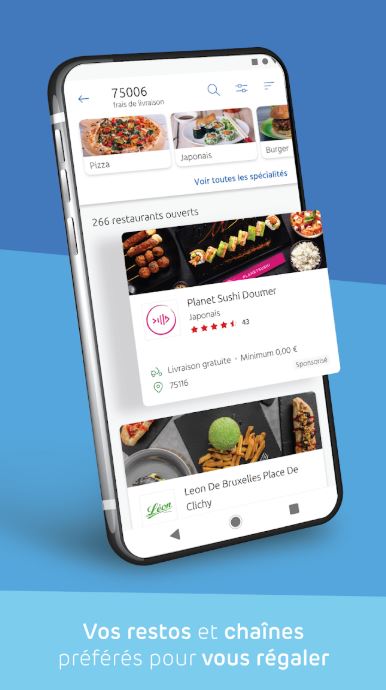 75006
frais de livraison
Pizza
Japonais
Burger
Voir toutes les spécialités
266 restaurants ouverts
PLANETSUSHI
Planet Sushi Doumer
Japonais
43
Livraison gratuite • Minimum 0,00 €
75116
Sponsorisé
Léon
Leon De Bruxelles Place De
Clichy
Vos restos et chaînes
préférés pour vous régaler